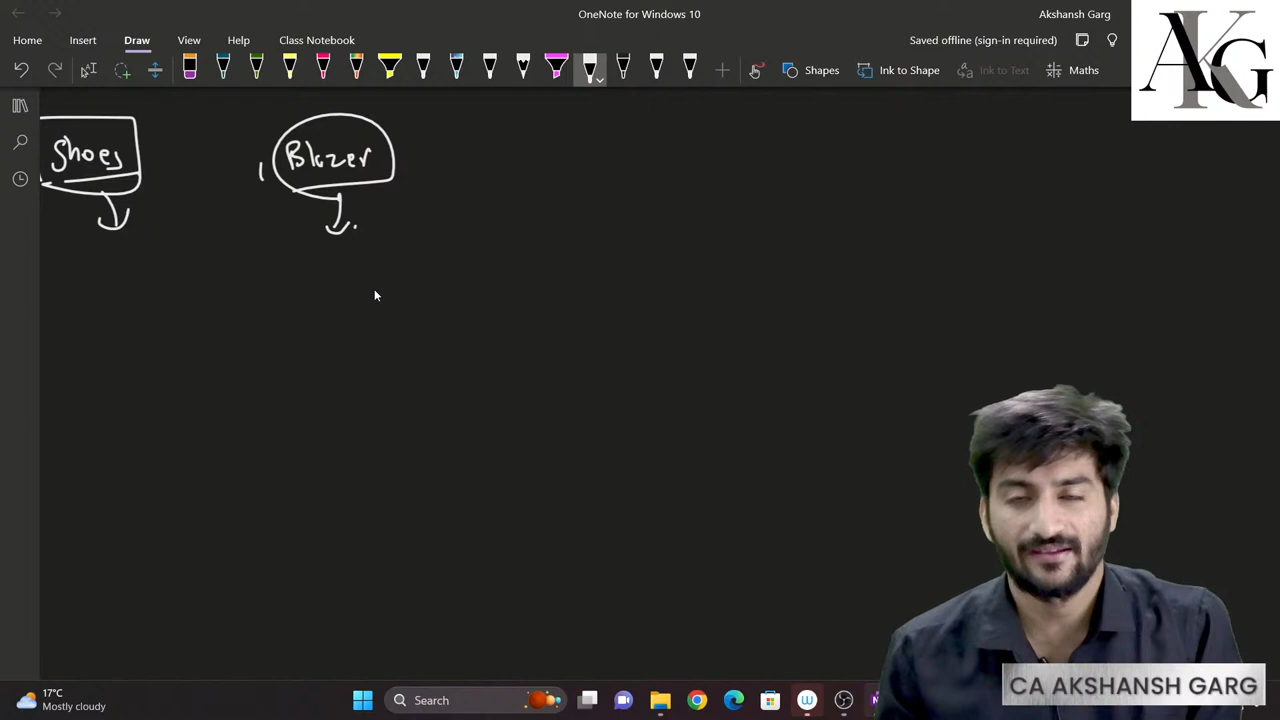 OneNote for Windows 10
Akshansh Garg
Home Insert Draw View Help Class Notebook
Saved offline (sign-in required)
Shapes Ink to Shape Ink to Text Maths
AKG
Shoes
Blazer
CA AKSHANSH GARG
17°C
Mostly cloudy
Search